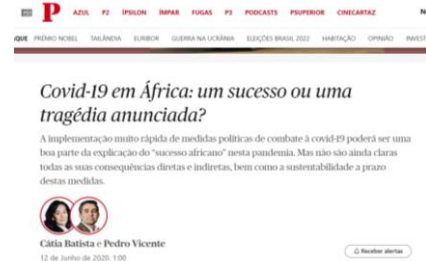 P AZUL P2 ÍPSILON ÍMPAR FUGAS P3 PODCASTS PSUPERIOR CINECARTAZ
QUE PRÉMIO NOBEL TAILÂNDIA EURIBOR GUERRA NA UCRÂNIA ELEIÇÕES BRASIL 2022 HABITAÇÃO OPINIÃO INVEST
Covid-19 em África: um sucesso ou uma
tragédia anunciada?
A implementação muito rápida de medidas políticas de combate à covid-19 poderá ser uma
boa parte da explicação do “sucesso africano” nesta pandemia. Mas não são ainda claras
todas as suas consequências diretas e indiretas, bem como a sustentabilidade a prazo
destas medidas.
Cátia Batista e Pedro Vicente
Receber alertas
12 de Junho de 2020, 1:00